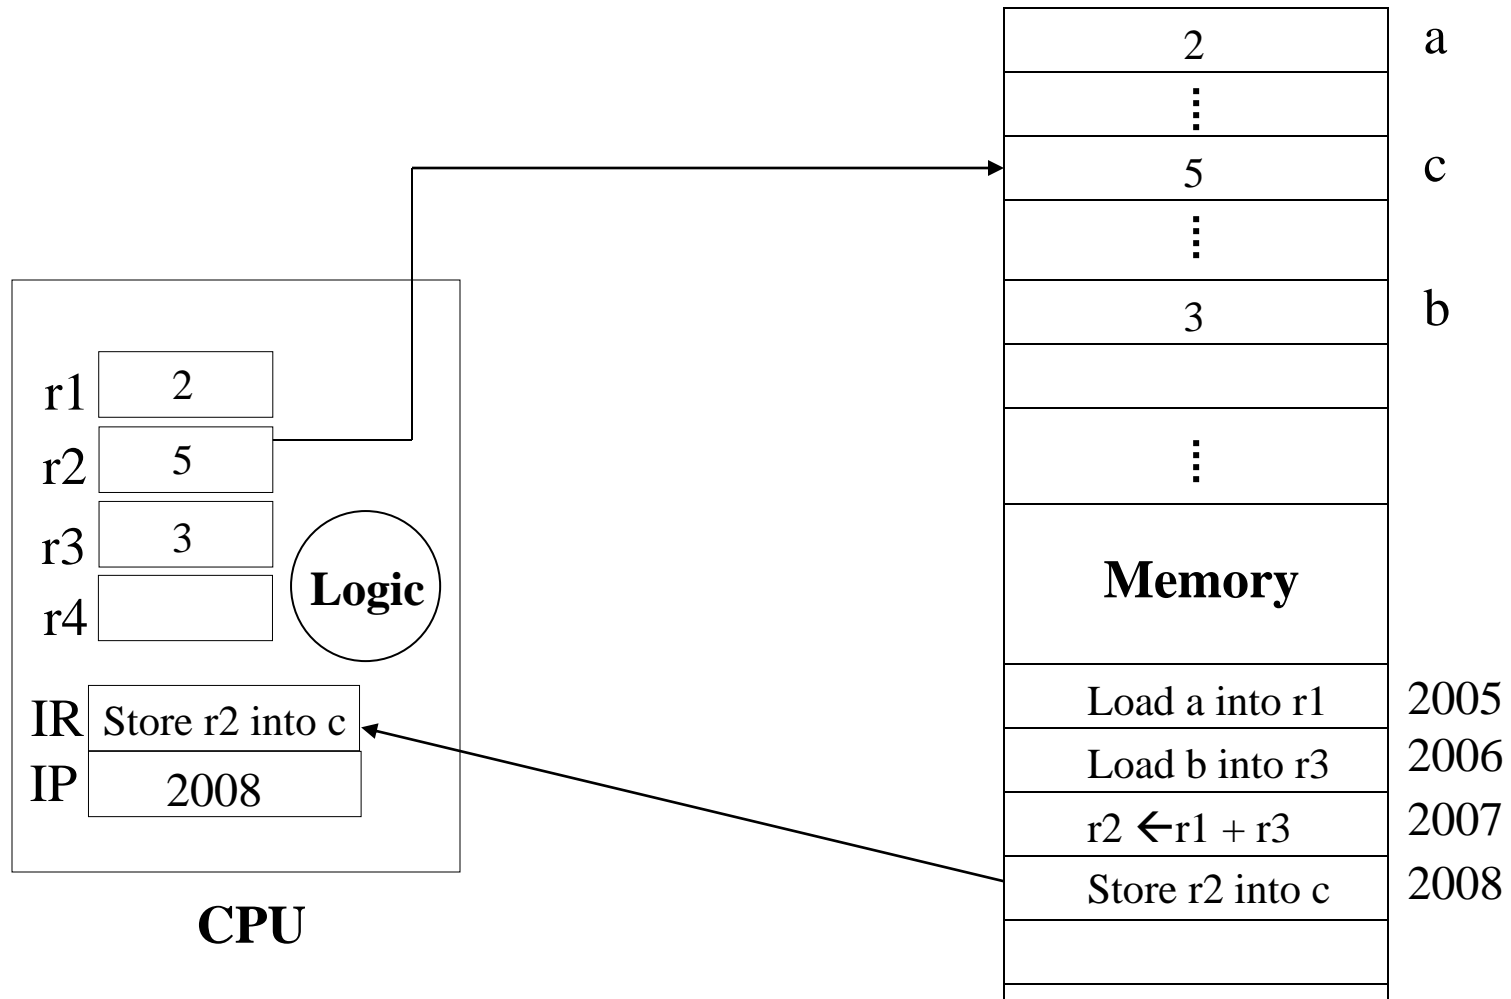 2 a
5 c
3 b
r1 2
r2 5
r3 3
r4
Logic
IR Store r2 into c
IP 2008
CPU
Memory
Load a into r1 2005
Load b into r3 2006
r2 ←r1 + r3 2007
Store r2 into c 2008